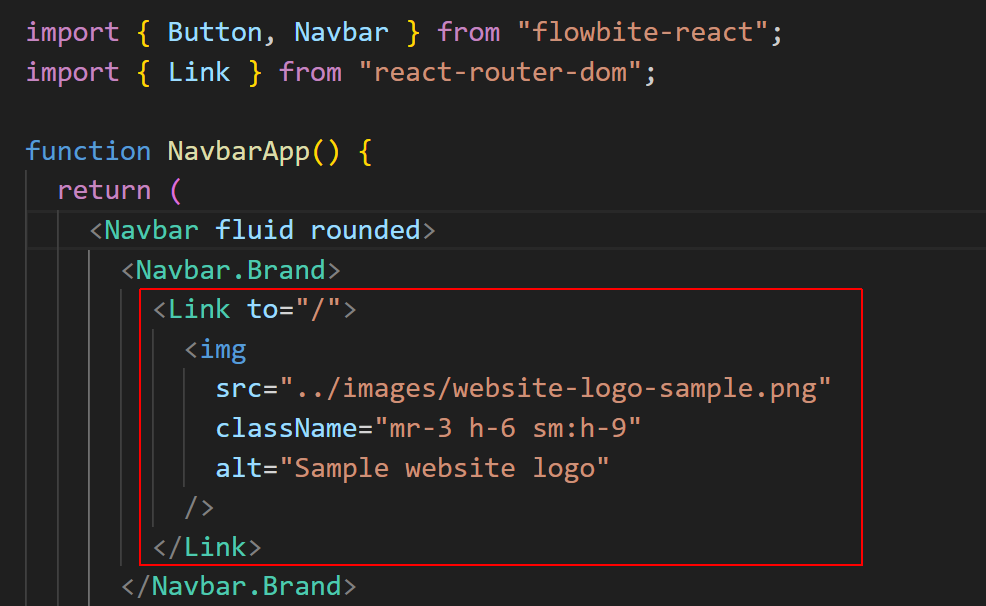 import { Button, Navbar } from "flowbite-react";
import { Link } from "react-router-dom";
function NavbarApp() {
return (
<Navbar fluid rounded>
<Navbar.Brand>
<Link to="/">
<img
src="../images/website-logo-sample.png"
className="mr-3 h-6 sm:h-9"
alt="Sample website logo"
/>
</Link>
</Navbar.Brand>